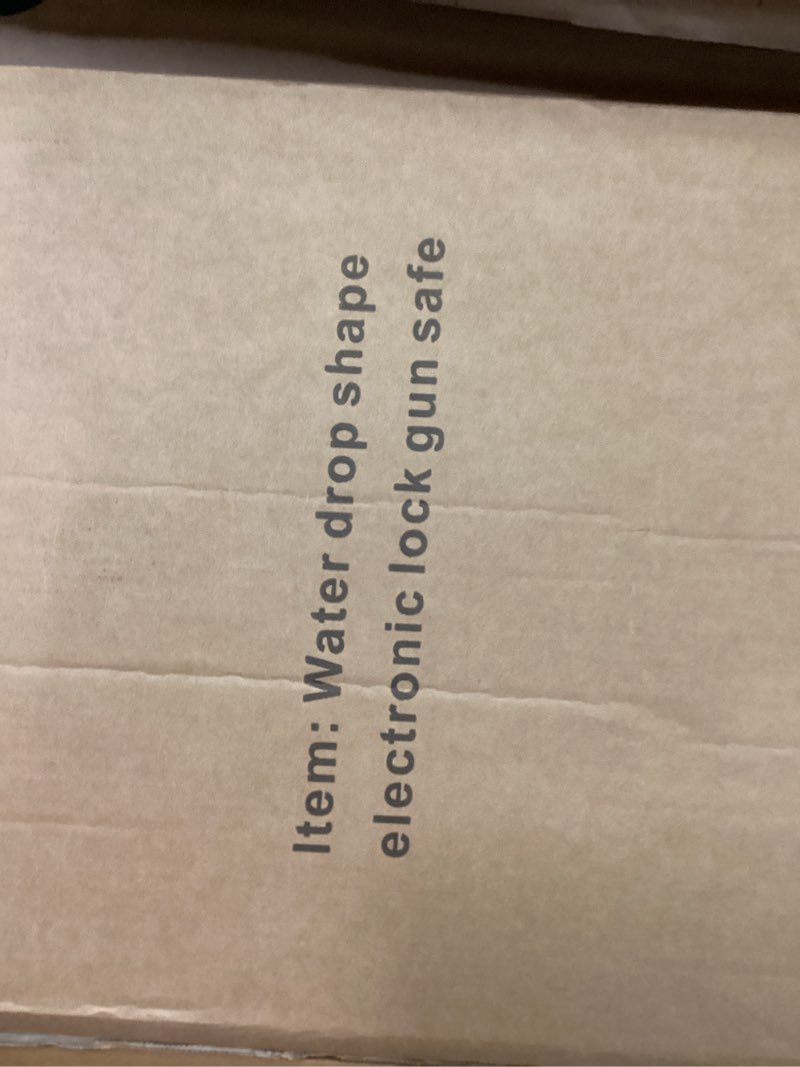 Item: Water drop shape
electronic lock gun safe